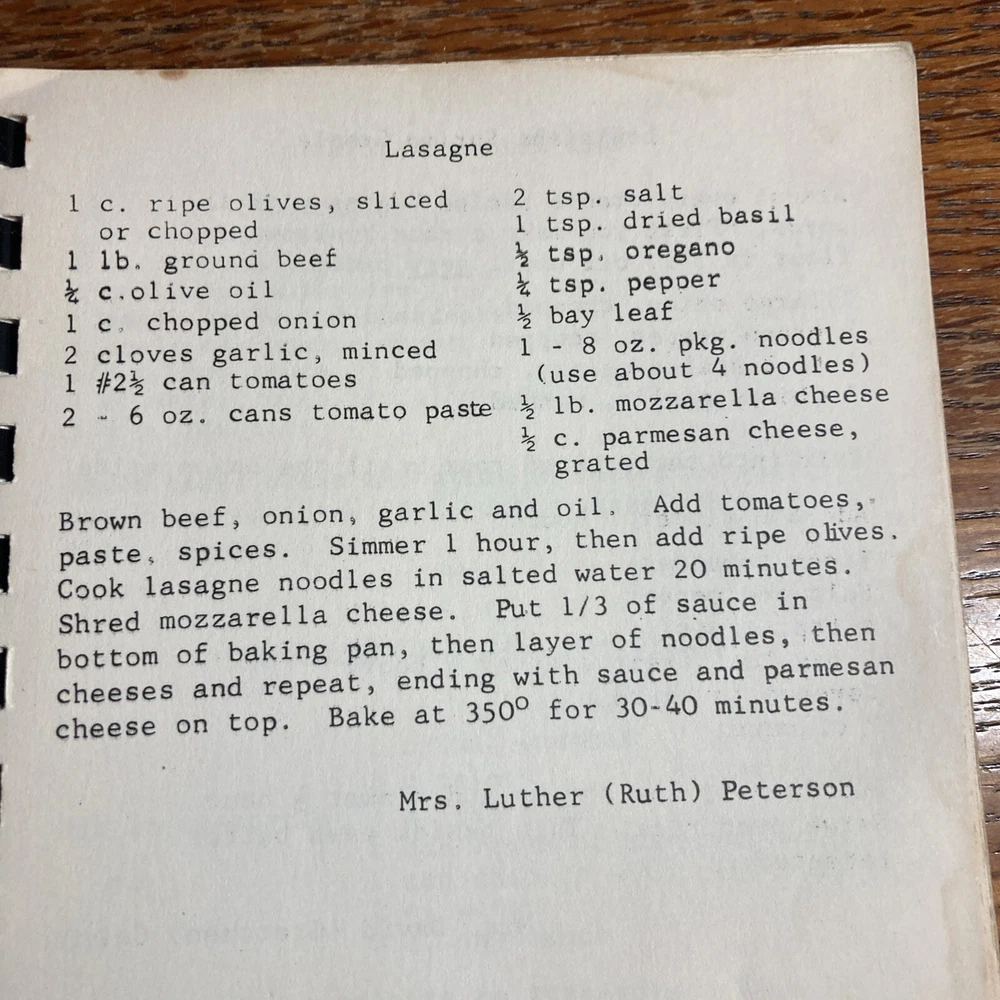 Lasagne
1 c. ripe olives, sliced
or chopped
1 lb. ground beef
¼ c.olive oil
1 c. chopped onion
2 cloves garlic, minced
1 #2½ can tomatoes
2 - 6 oz. cans tomato paste
2 tsp. salt
1 tsp. dried basil
½ tsp. oregano
¼ tsp. pepper
½ bay leaf
1 - 8 oz. pkg. noodles
(use about 4 noodles)
½ lb. mozzarella cheese
½ c. parmesan cheese,
grated
Brown beef, onion, garlic and oil. Add tomatoes,
paste, spices. Simmer 1 hour, then add ripe olives.
Cook lasagne noodles in salted water 20 minutes.
Shred mozzarella cheese. Put 1/3 of sauce in
bottom of baking pan, then layer of noodles, then
cheeses and repeat, ending with sauce and parmesan
cheese on top. Bake at 350° for 30-40 minutes.
Mrs. Luther (Ruth) Peterson